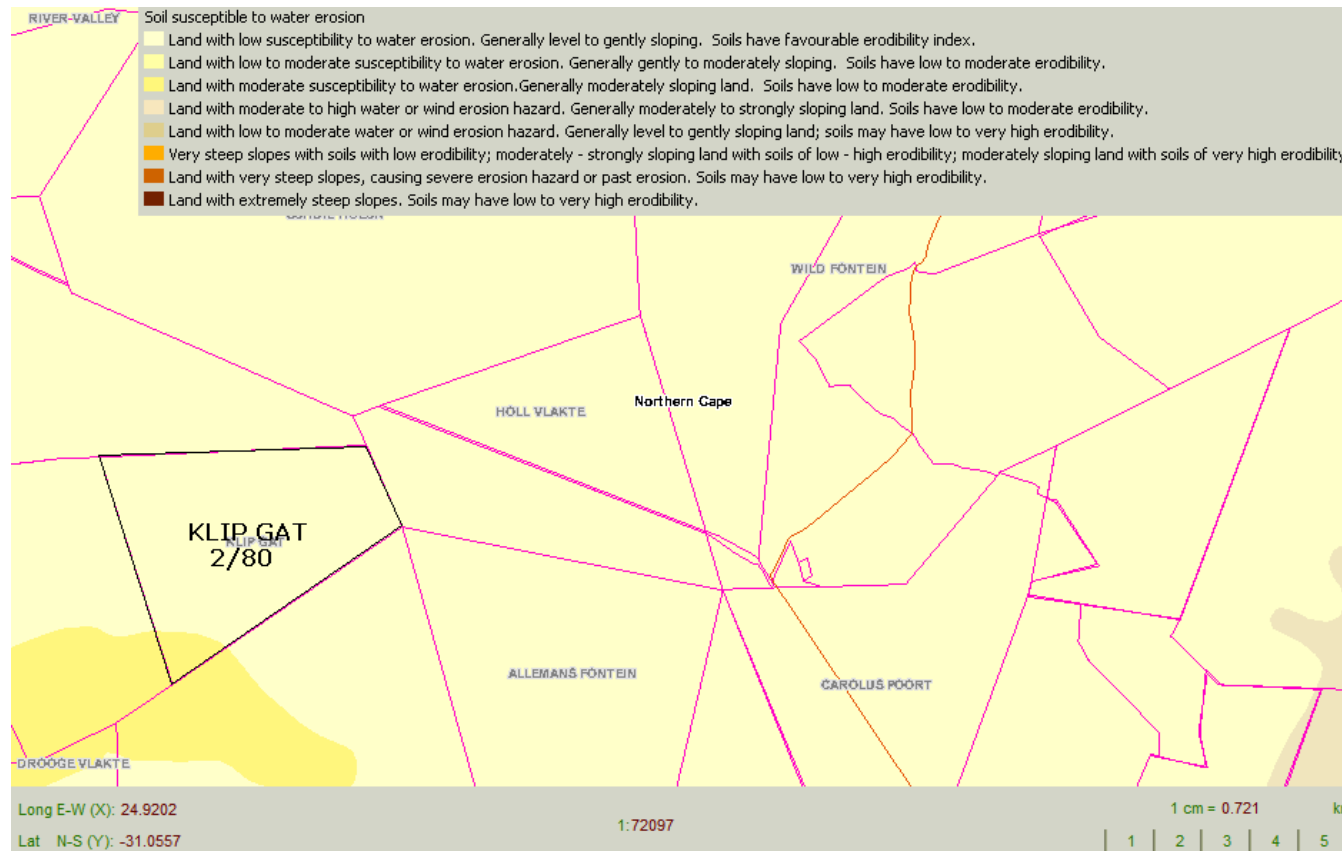 RIVER-VALLEY
Soil susceptible to water erosion
Land with low susceptibility to water erosion. Generally level to gently sloping. Soils have favourable erodibility index.
Land with low to moderate susceptibility to water erosion. Generally gently to moderately sloping. Soils have low to moderate erodibility.
Land with moderate susceptibility to water erosion.Generally moderately sloping land. Soils have low to moderate erodibility.
Land with moderate to high water or wind erosion hazard. Generally moderately to strongly sloping land. Soils have low to moderate erodibility.
Land with low to moderate water or wind erosion hazard. Generally level to gently sloping land; soils may have low to very high erodibility.
Very steep slopes with soils with low erodibility; moderately - strongly sloping land with soils of low - high erodibility; moderately sloping land with soils of very high erodibility
Land with very steep slopes, causing severe erosion hazard or past erosion. Soils may have low to very high erodibility.
Land with extremely steep slopes. Soils may have low to very high erodibility.
WILD FONTEIN
Northern Cape
HOLL VLAKTE
KLIP GAT
KLIP GAT
2/80
ALLEMANS FONTEIN
CAROLUS POORT
DROOGE VLAKTE
Long E-W (X): 24.9202
1:72097
1 cm = 0.721
Lat N-S (Y): -31.0557
1 2 3 4 5